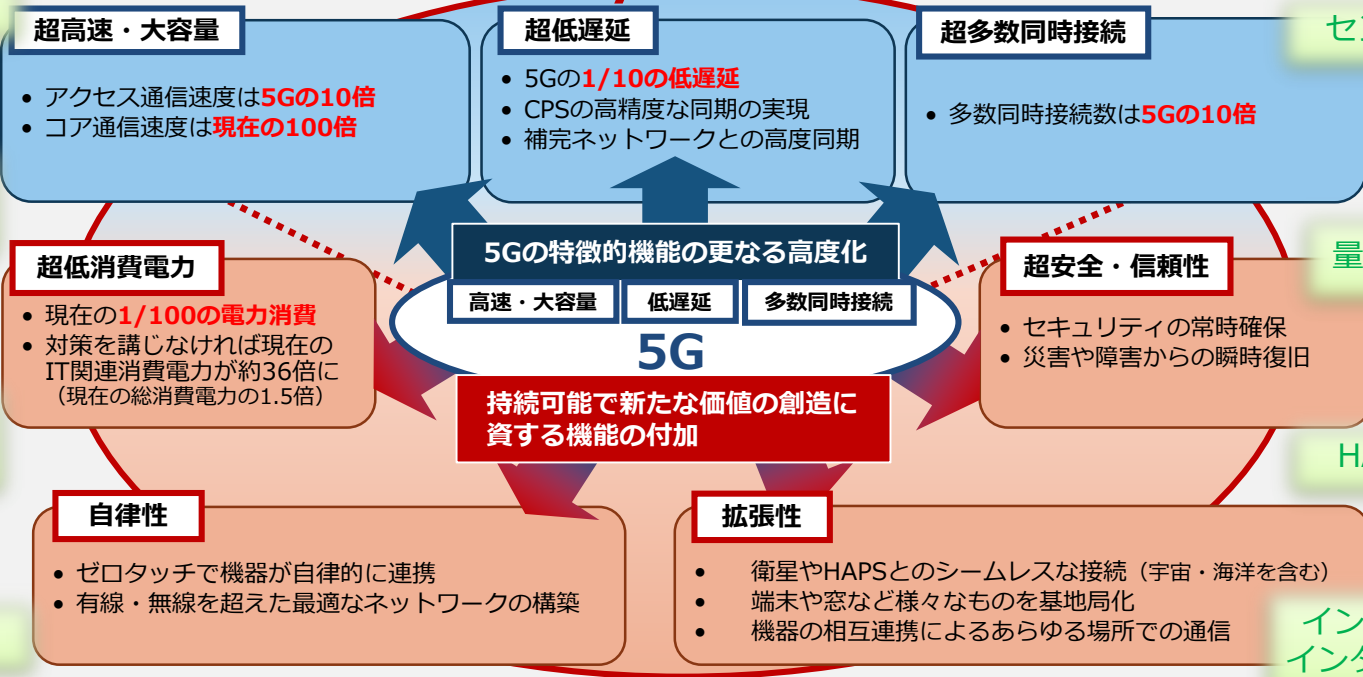 超高速・大容量
• アクセス通信速度は5Gの10倍
• コア通信速度は現在の100倍
超低遅延
• 5Gの1/10の低遅延
• CPSの高精度な同期の実現
• 補完ネットワークとの高度同期
超多数同時接続
• 多数同時接続数は5Gの10倍
セン
5Gの特徴的機能の更なる高度化
高速・大容量
低遅延
多数同時接続
5G
持続可能で新たな価値の創造に
資する機能の付加
超低消費電力
• 現在の1/100の電力消費
• 対策を講じなければ現在の
IT関連消費電力が約36倍に
（現在の総消費電力の1.5倍）
超安全・信頼性
• セキュリティの常時確保
• 災害や障害からの瞬時復旧
量
自律性
• ゼロタッチで機器が自律的に連携
• 有線・無線を超えた最適なネットワークの構築
拡張性
• 衛星やHAPSとのシームレスな接続（宇宙・海洋を含む）
• 端末や窓など様々なものを基地局化
• 機器の相互連携によるあらゆる場所での通信
イン